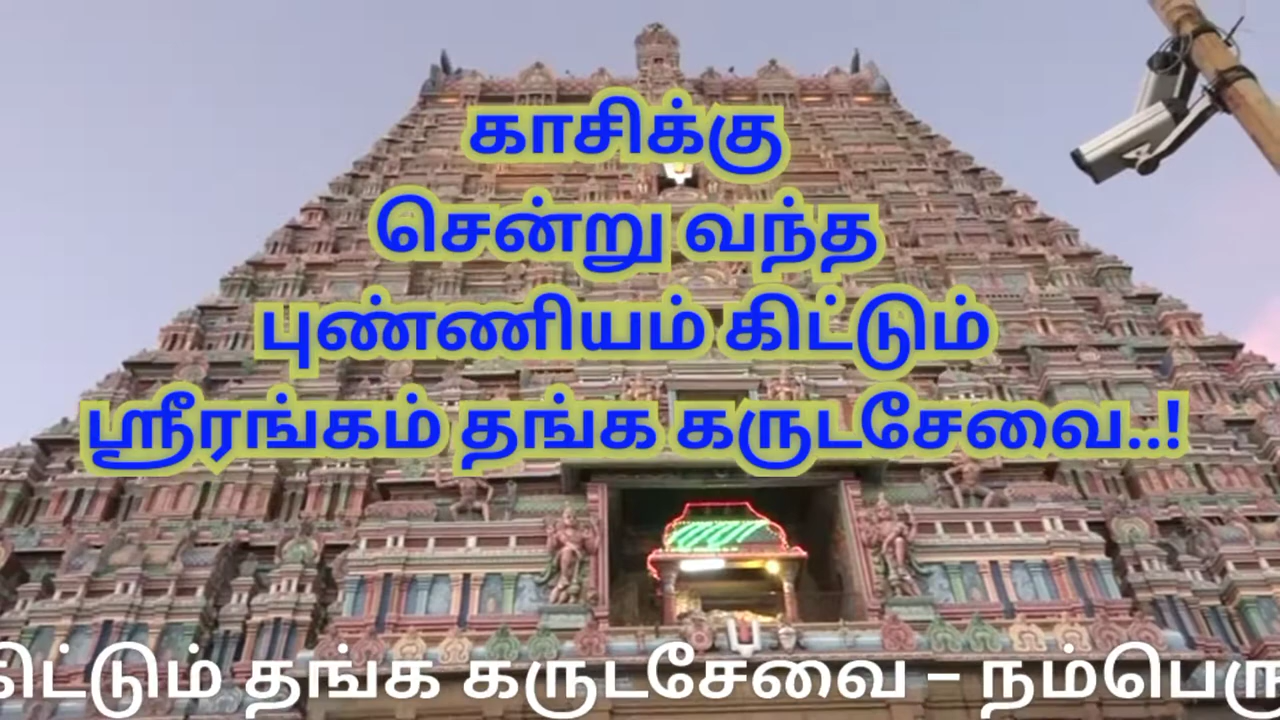 காசிக்கு
சென்று வந்த
புண்ணியம் கிட்டும்
ஸ்ரீரங்கம் தங்க கருடசேவை..!
கிட்டும் தங்க கருடசேவை – நம்பெரு